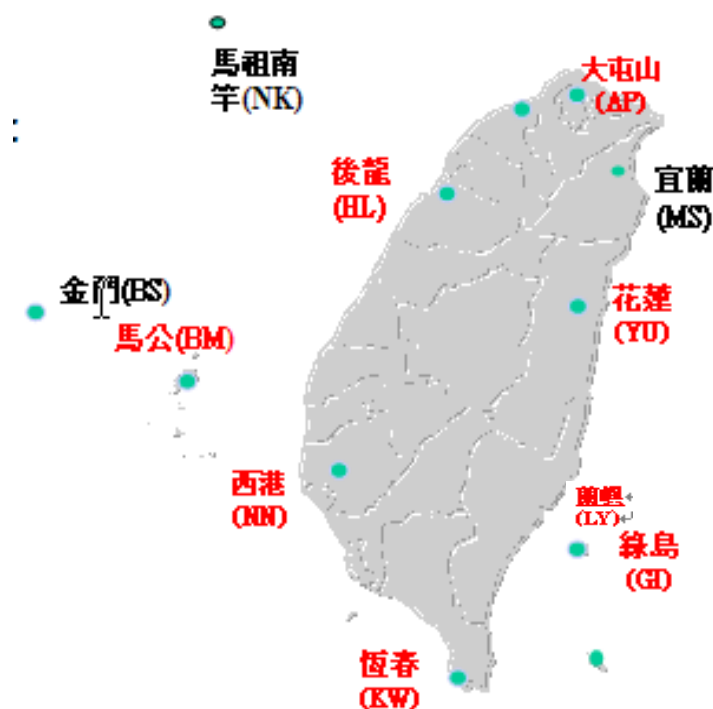 馬祖南
竿(NK)
大屯山
(AP)
後龍
(HL)
宜蘭
(MS)
金門(BS)
馬公(BM)
花蓮
(YU)
西港
(NN)
蘭嶼
(LY)
綠島
(GI)
恆春
(KW)